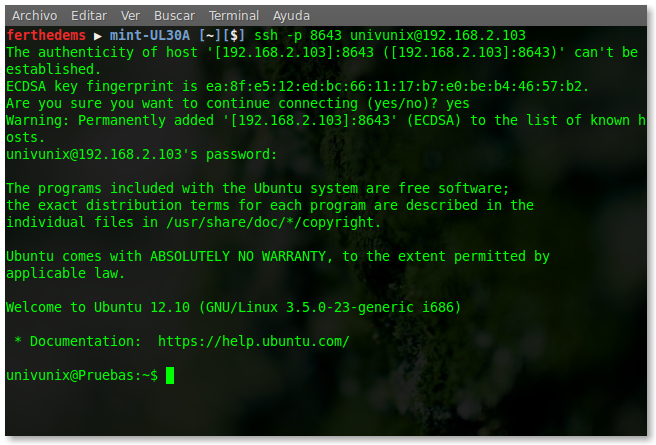 Archivo Editar Ver Buscar Terminal Ayuda
ferthedems ▶ mint-UL30A [~][$] ssh -p 8643 univunix@192.168.2.103
The authenticity of host '[192.168.2.103]:8643 ([192.168.2.103]:8643)' can't be
established.
ECDSA key fingerprint is ea:8f:e5:12:ed:bc:66:11:17:b7:e0:be:b4:46:57:b2.
Are you sure you want to continue connecting (yes/no)? yes
Warning: Permanently added '[192.168.2.103]:8643' (ECDSA) to the list of known h
osts.
univunix@192.168.2.103's password:
The programs included with the Ubuntu system are free software;
the exact distribution terms for each program are described in the
individual files in /usr/share/doc/*/copyright.
Ubuntu comes with ABSOLUTELY NO WARRANTY, to the extent permitted by
applicable law.
Welcome to Ubuntu 12.10 (GNU/Linux 3.5.0-23-generic i686)
* Documentation:  https://help.ubuntu.com/
univunix@Pruebas:~$